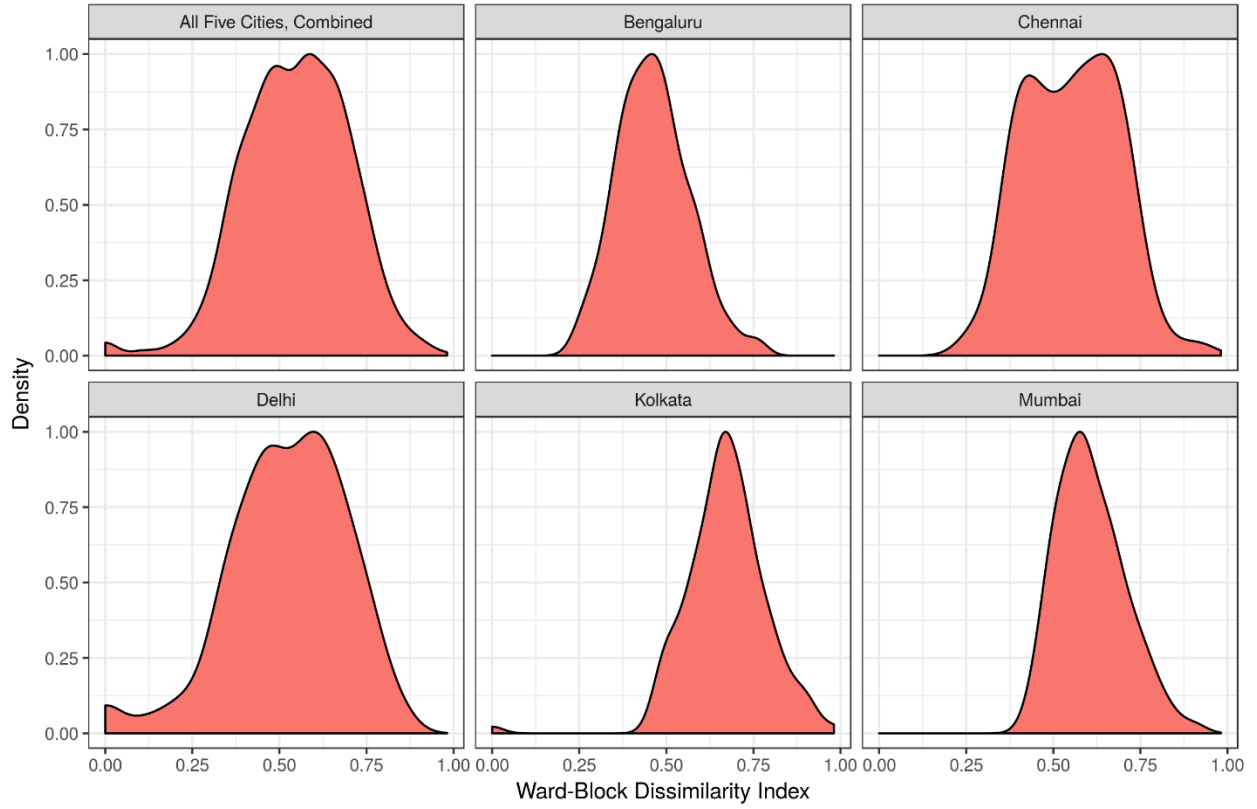 All Five Cities, Combined
Bengaluru
Chennai
1.00
0.75
0.50
0.25
0.00
Density
Delhi
Kolkata
Mumbai
1.00
0.75
0.50
0.25
0.00
0.00 0.25 0.50 0.75 1.00
0.00 0.25 0.50 0.75 1.00
0.00 0.25 0.50 0.75 1.00
Ward-Block Dissimilarity Index